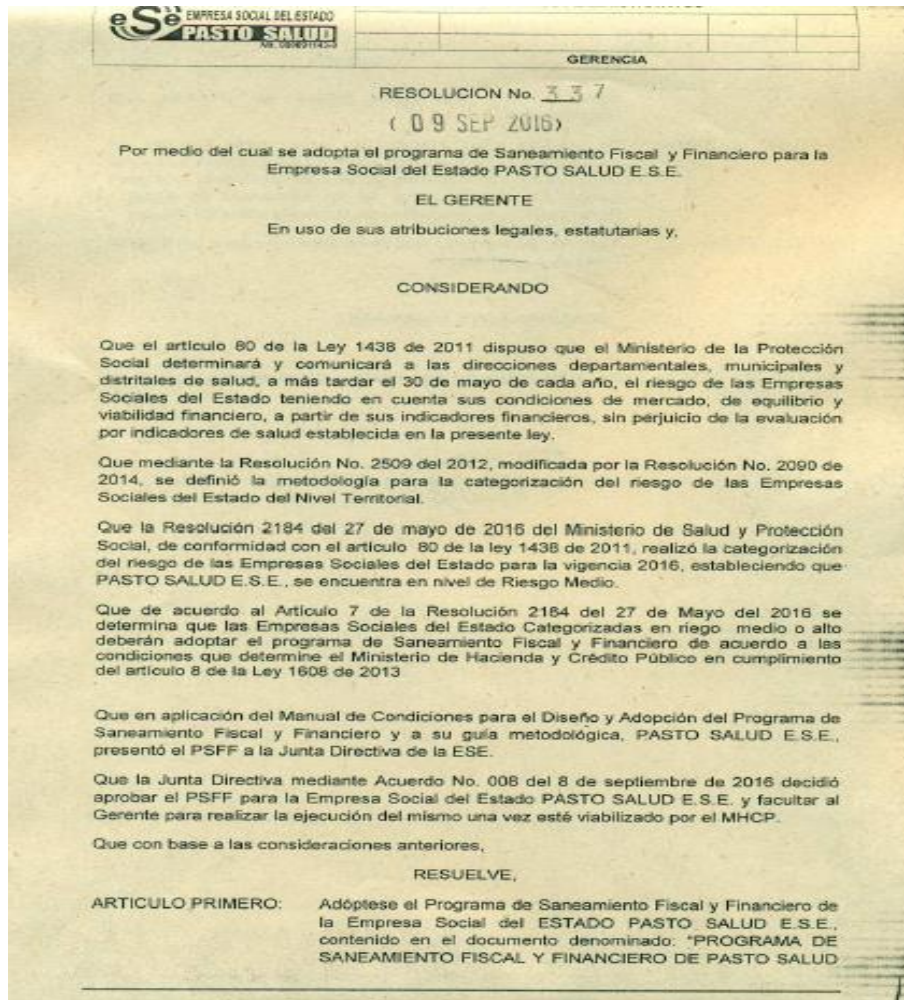 eSe EMPRESA SOCIAL DEL ESTADO
PASTO SALUD
GERENCIA
RESOLUCION No. 337
( 09 SEP 2016)
Por medio del cual se adopta el programa de Saneamiento Fiscal y Financiero para la
Empresa Social del Estado PASTO SALUD E.S.E.
EL GERENTE
En uso de sus atribuciones legales, estatutarias y,
CONSIDERANDO
Que el artículo 80 de la Ley 1438 de 2011 dispuso que el Ministerio de la Protección
Social determinará y comunicará a las direcciones departamentales, municipales y
distritales de salud, a más tardar el 30 de mayo de cada año, el riesgo de las Empresas
Sociales del Estado teniendo en cuenta sus condiciones de mercado, de equilibrio y
viabilidad financiero, a partir de sus indicadores financieros, sin perjuicio de la evaluación
por indicadores de salud establecida en la presente ley.
Que mediante la Resolución No. 2509 del 2012, modificada por la Resolución No. 2090 de
2014, se definió la metodología para la categorización del riesgo de las Empresas
Sociales del Estado del Nivel Territorial.
Que la Resolución 2184 del 27 de mayo de 2016 del Ministerio de Salud y Protección
Social, de conformidad con el artículo 80 de la ley 1438 de 2011, realizó la categorización
del riesgo de las Empresas Sociales del Estado para la vigencia 2016, estableciendo que
PASTO SALUD E.S.E., se encuentra en nivel de Riesgo Medio.
Que de acuerdo al Articulo 7 de la Resolución 2184 del 27 de Mayo del 2016 se
determina que las Empresas Sociales del Estado Categorizadas en riego medio o alto
deberán adoptar el programa de Saneamiento Fiscal y Financiero de acuerdo a las
condiciones que determine el Ministerio de Hacienda y Crédito Público en cumplimiento
del artículo 8 de la Ley 1608 de 2013
Que en aplicación del Manual de Condiciones para el Diseño y Adopción del Programa de
Saneamiento Fiscal y Financiero y a su guía metodológica, PASTO SALUD E.S.E.,
presentó el PSFF a la Junta Directiva de la ESE.
Que la Junta Directiva mediante Acuerdo No. 008 del 8 de septiembre de 2016 decidió
aprobar el PSFF para la Empresa Social del Estado PASTO SALUD E.S.E. y facultar al
Gerente para realizar la ejecución del mismo una vez esté viabilizado por el MHCP.
Que con base a las consideraciones anteriores,
RESUELVE,
ARTICULO PRIMERO: Adóptese el Programa de Saneamiento Fiscal y Financiero de
la Empresa Social del ESTADO PASTO SALUD E.S.E.,
contenido en el documento denominado: "PROGRAMA DE
SANEAMIENTO FISCAL Y FINANCIERO DE PASTO SALUD